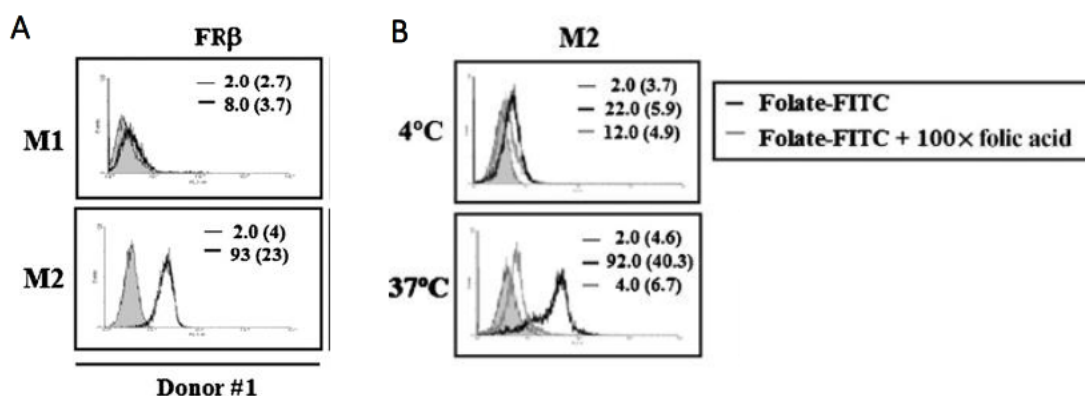 A
FRβ
M1
2.0 (2.7)
8.0 (3.7)
M2
2.0 (4)
93 (23)
Donor #1
B
M2
4°C
2.0 (3.7)
22.0 (5.9)
12.0 (4.9)
37°C
2.0 (4.6)
92.0 (40.3)
4.0 (6.7)
Folate-FITC
Folate-FITC + 100× folic acid